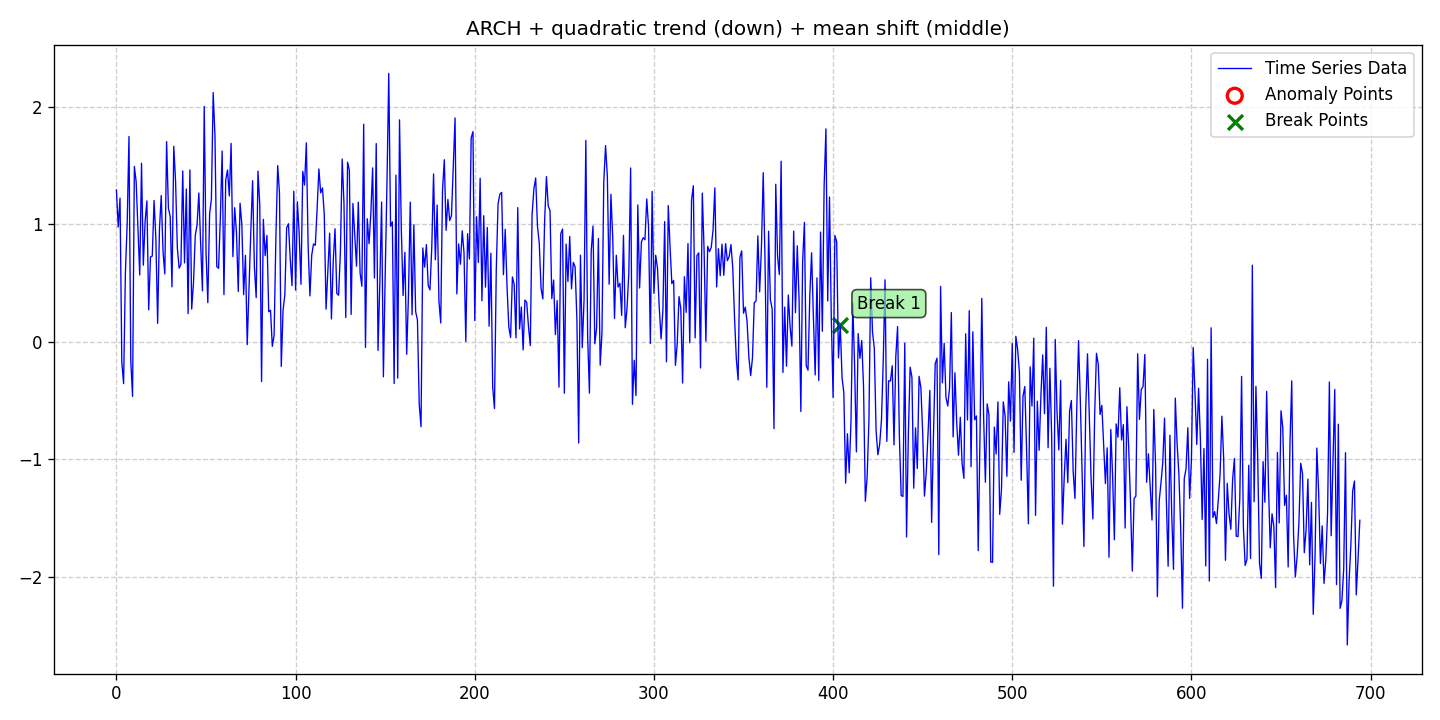 ARCH + quadratic trend (down) + mean shift (middle)
Time Series Data
Anomaly Points
Break Points
Break 1
2
1
0
−1
−2
0 100 200 300 400 500 600 700